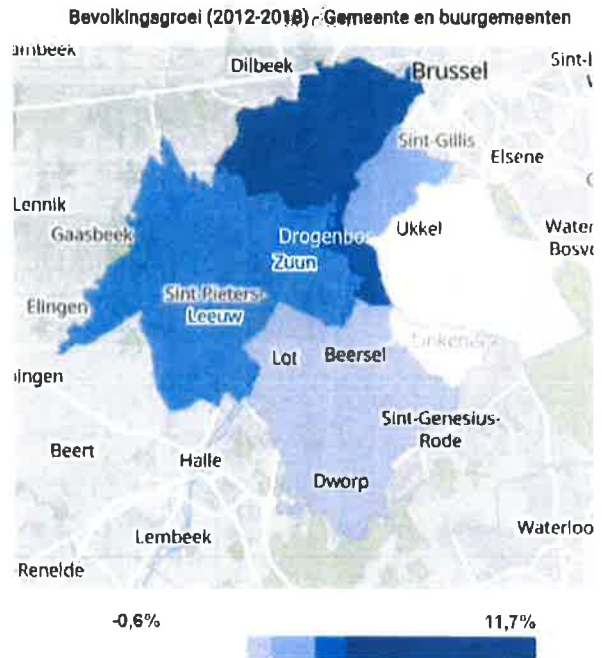 Bevolkingsgroei (2012-2018) - Gemeente en buurgemeenten
Dilbeek
Brussel
Sint-Gillis
Elsene
Lennik
Gaasbeek
Drogenbos
Ukkel
Zuun
Elingen
Sint-Pieters-
Leeuw
Lot
Beersel
Linkebeek
Sint-Genesius-
Rode
Beert
Halle
Dworp
Lembeek
Waterloo
Renelde
-0,6%
11,7%